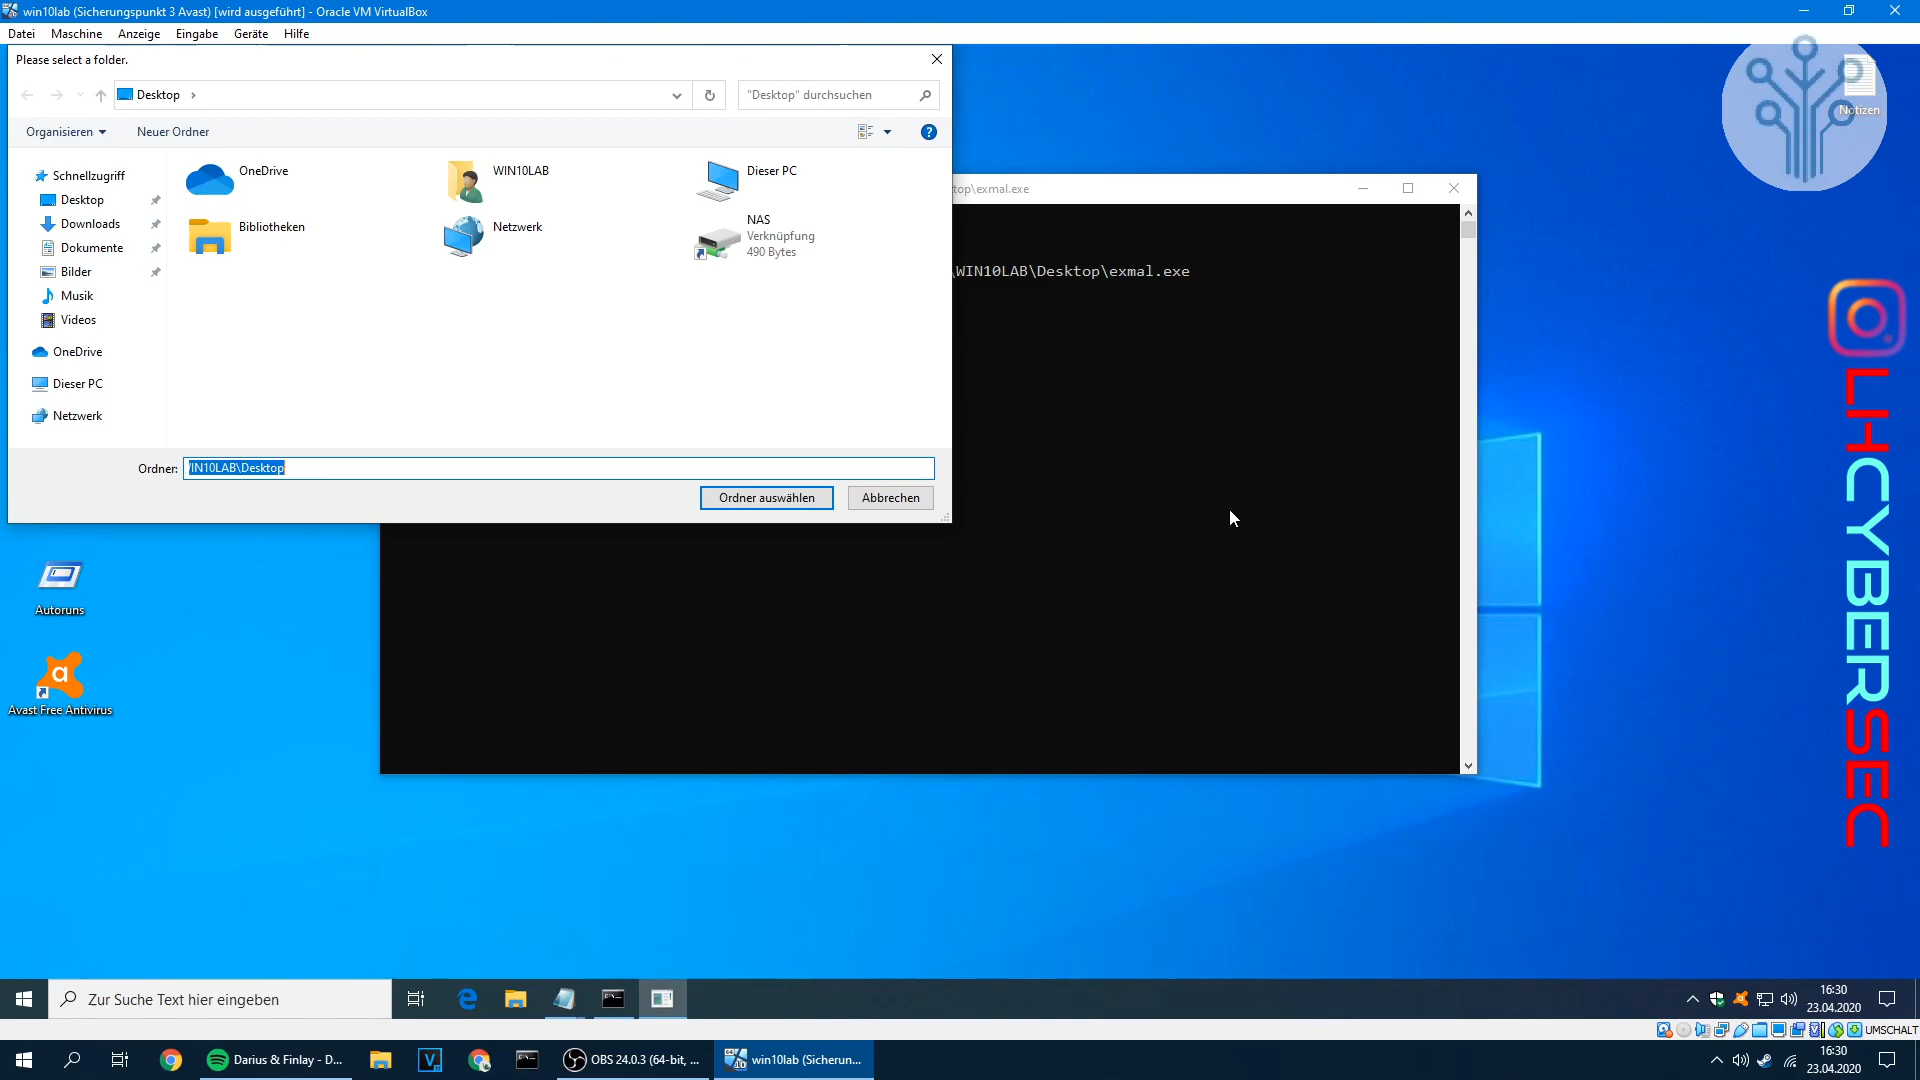 win10lab (Sicherungspunkt 3 Avast) [wird ausgeführt] - Oracle VM VirtualBox
Datei Maschine Anzeige Eingabe Geräte Hilfe
Please select a folder.
Desktop
"Desktop" durchsuchen
Organisieren
Neuer Ordner
Schnellzugriff
Desktop
Downloads
Dokumente
Bilder
Musik
Videos
OneDrive
Dieser PC
Netzwerk
OneDrive
WIN10LAB
Dieser PC
Bibliotheken
Netzwerk
NAS
Verknüpfung
490 Bytes
Ordner:
IN10LAB\Desktop
Ordner auswählen
Abbrechen
top\exmal.exe
\WIN10LAB\Desktop\exmal.exe
Notizen
LHCYBERSEC
Autoruns
Avast Free Antivirus
Zur Suche Text hier eingeben
16:30
23.04.2020
UMSCHALT
Darius & Finlay - D...
OBS 24.0.3 (64-bit, ...
win10lab (Sicherun...
16:30
23.04.2020